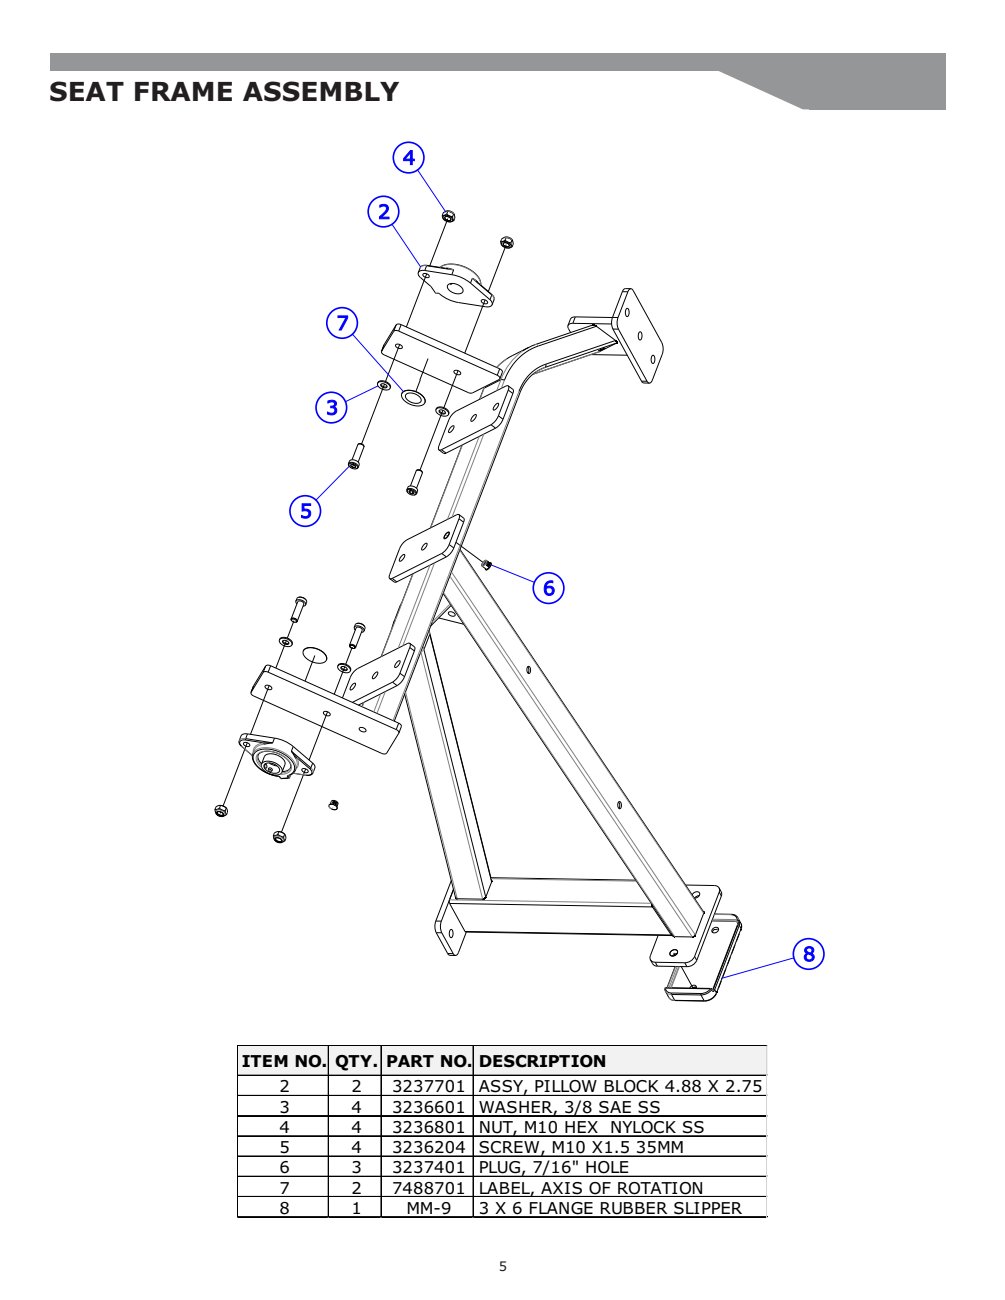 SEAT FRAME ASSEMBLY
4
2
7
3
5
6
8
ITEM NO. QTY. PART NO. DESCRIPTION
2 2 3237701 ASSY, PILLOW BLOCK 4.88 X 2.75
3 4 3236601 WASHER, 3/8 SAE SS
4 4 3236801 NUT, M10 HEX  NYLOCK SS
5 4 3236204 SCREW, M10 X1.5 35MM
6 3 3237401 PLUG, 7/16" HOLE
7 2 7488701 LABEL, AXIS OF ROTATION
8 1 MM-9 3 X 6 FLANGE RUBBER SLIPPER
5